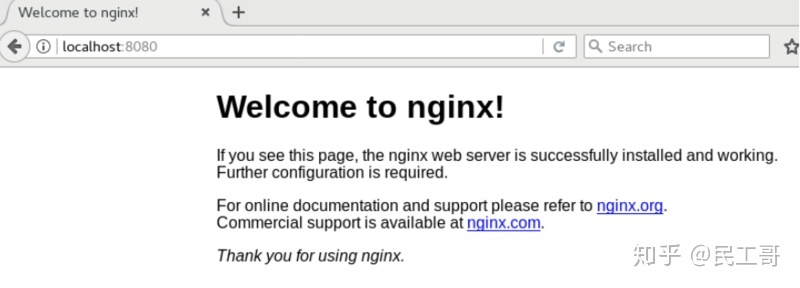 Welcome to nginx!
localhost:8080
Search
Welcome to nginx!
If you see this page, the nginx web server is successfully installed and working.
Further configuration is required.
For online documentation and support please refer to nginx.org.
Commercial support is available at nginx.com.
Thank you for using nginx.
知乎 @民工哥